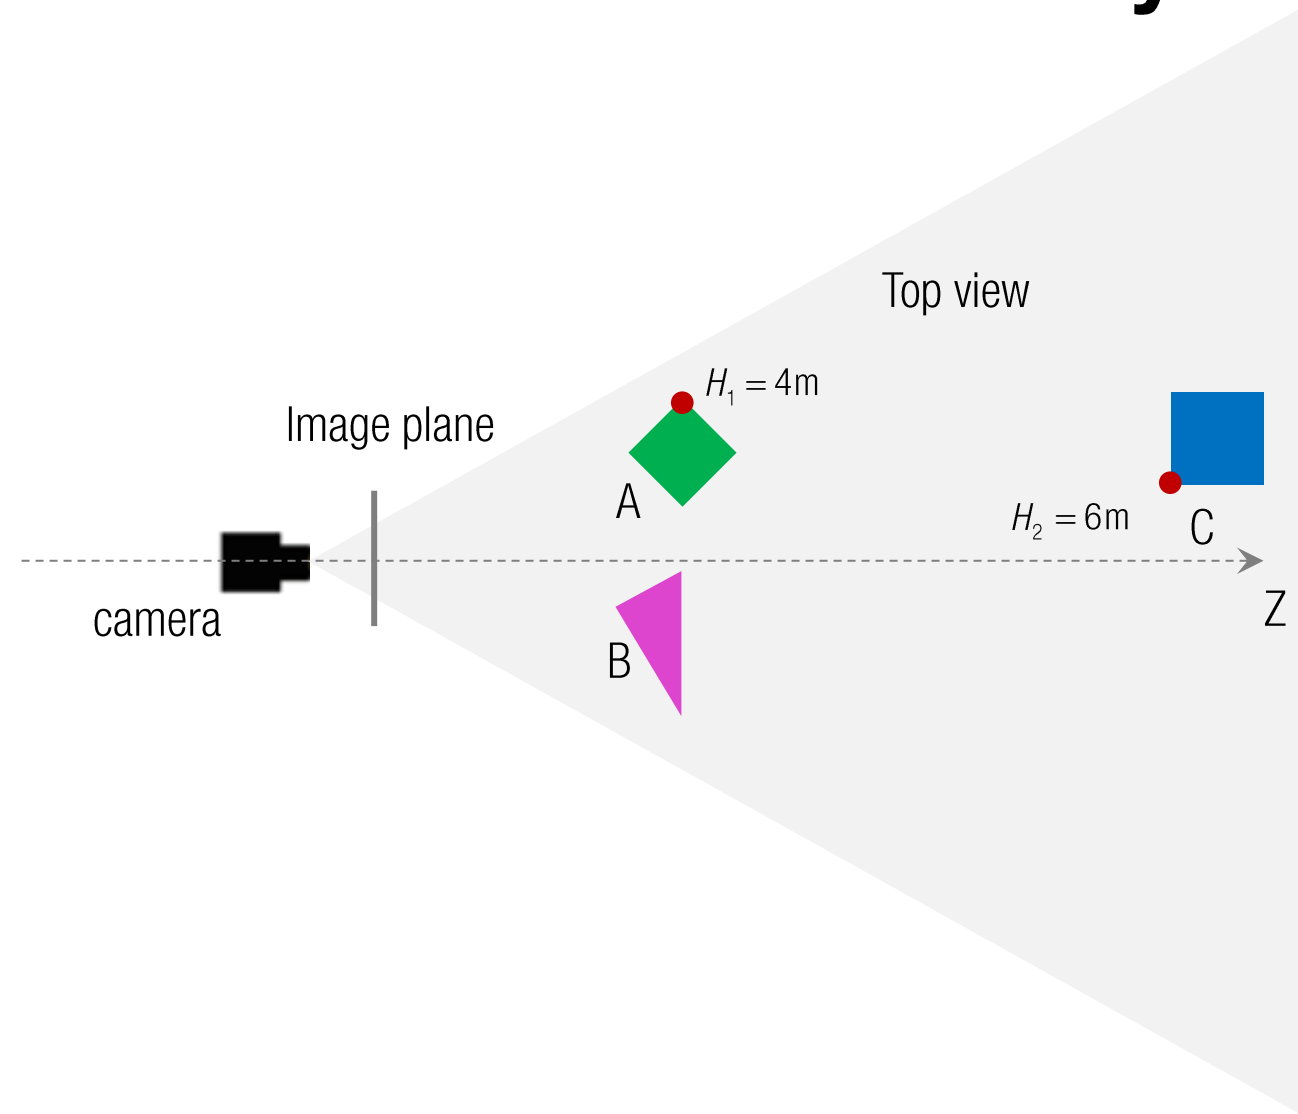 Top view
H₁ = 4m
Image plane
A
H₂ = 6m
C
camera
Z
B